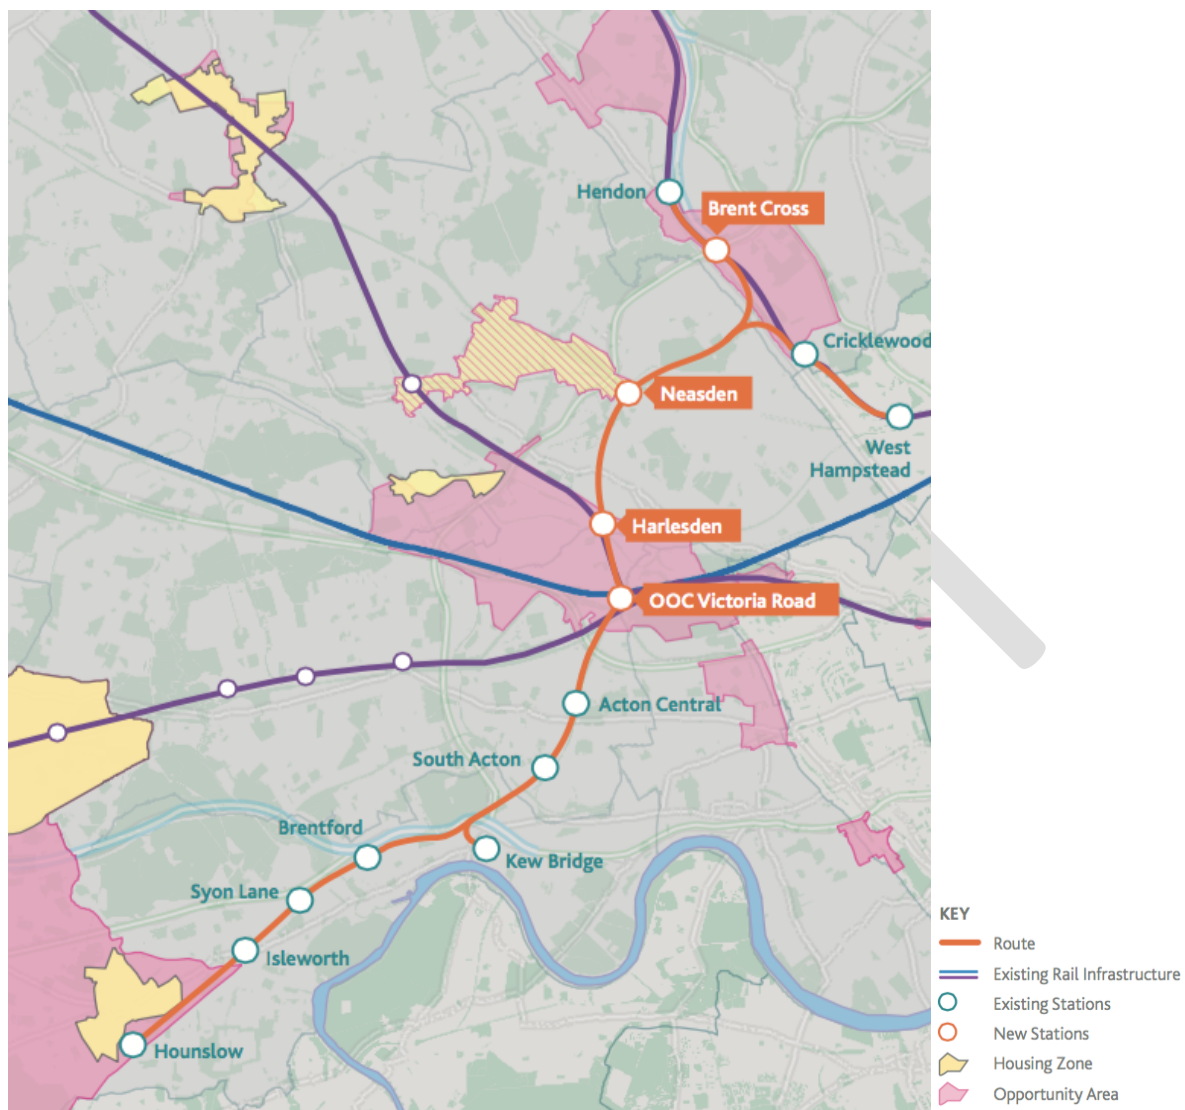 Hendon
Brent Cross
Cricklewood
Neasden
West
Hampstead
Harlesden
OOC Victoria Road
Acton Central
South Acton
Brentford
Kew Bridge
Syon Lane
Isleworth
Hounslow
KEY
Route
Existing Rail Infrastructure
Existing Stations
New Stations
Housing Zone
Opportunity Area